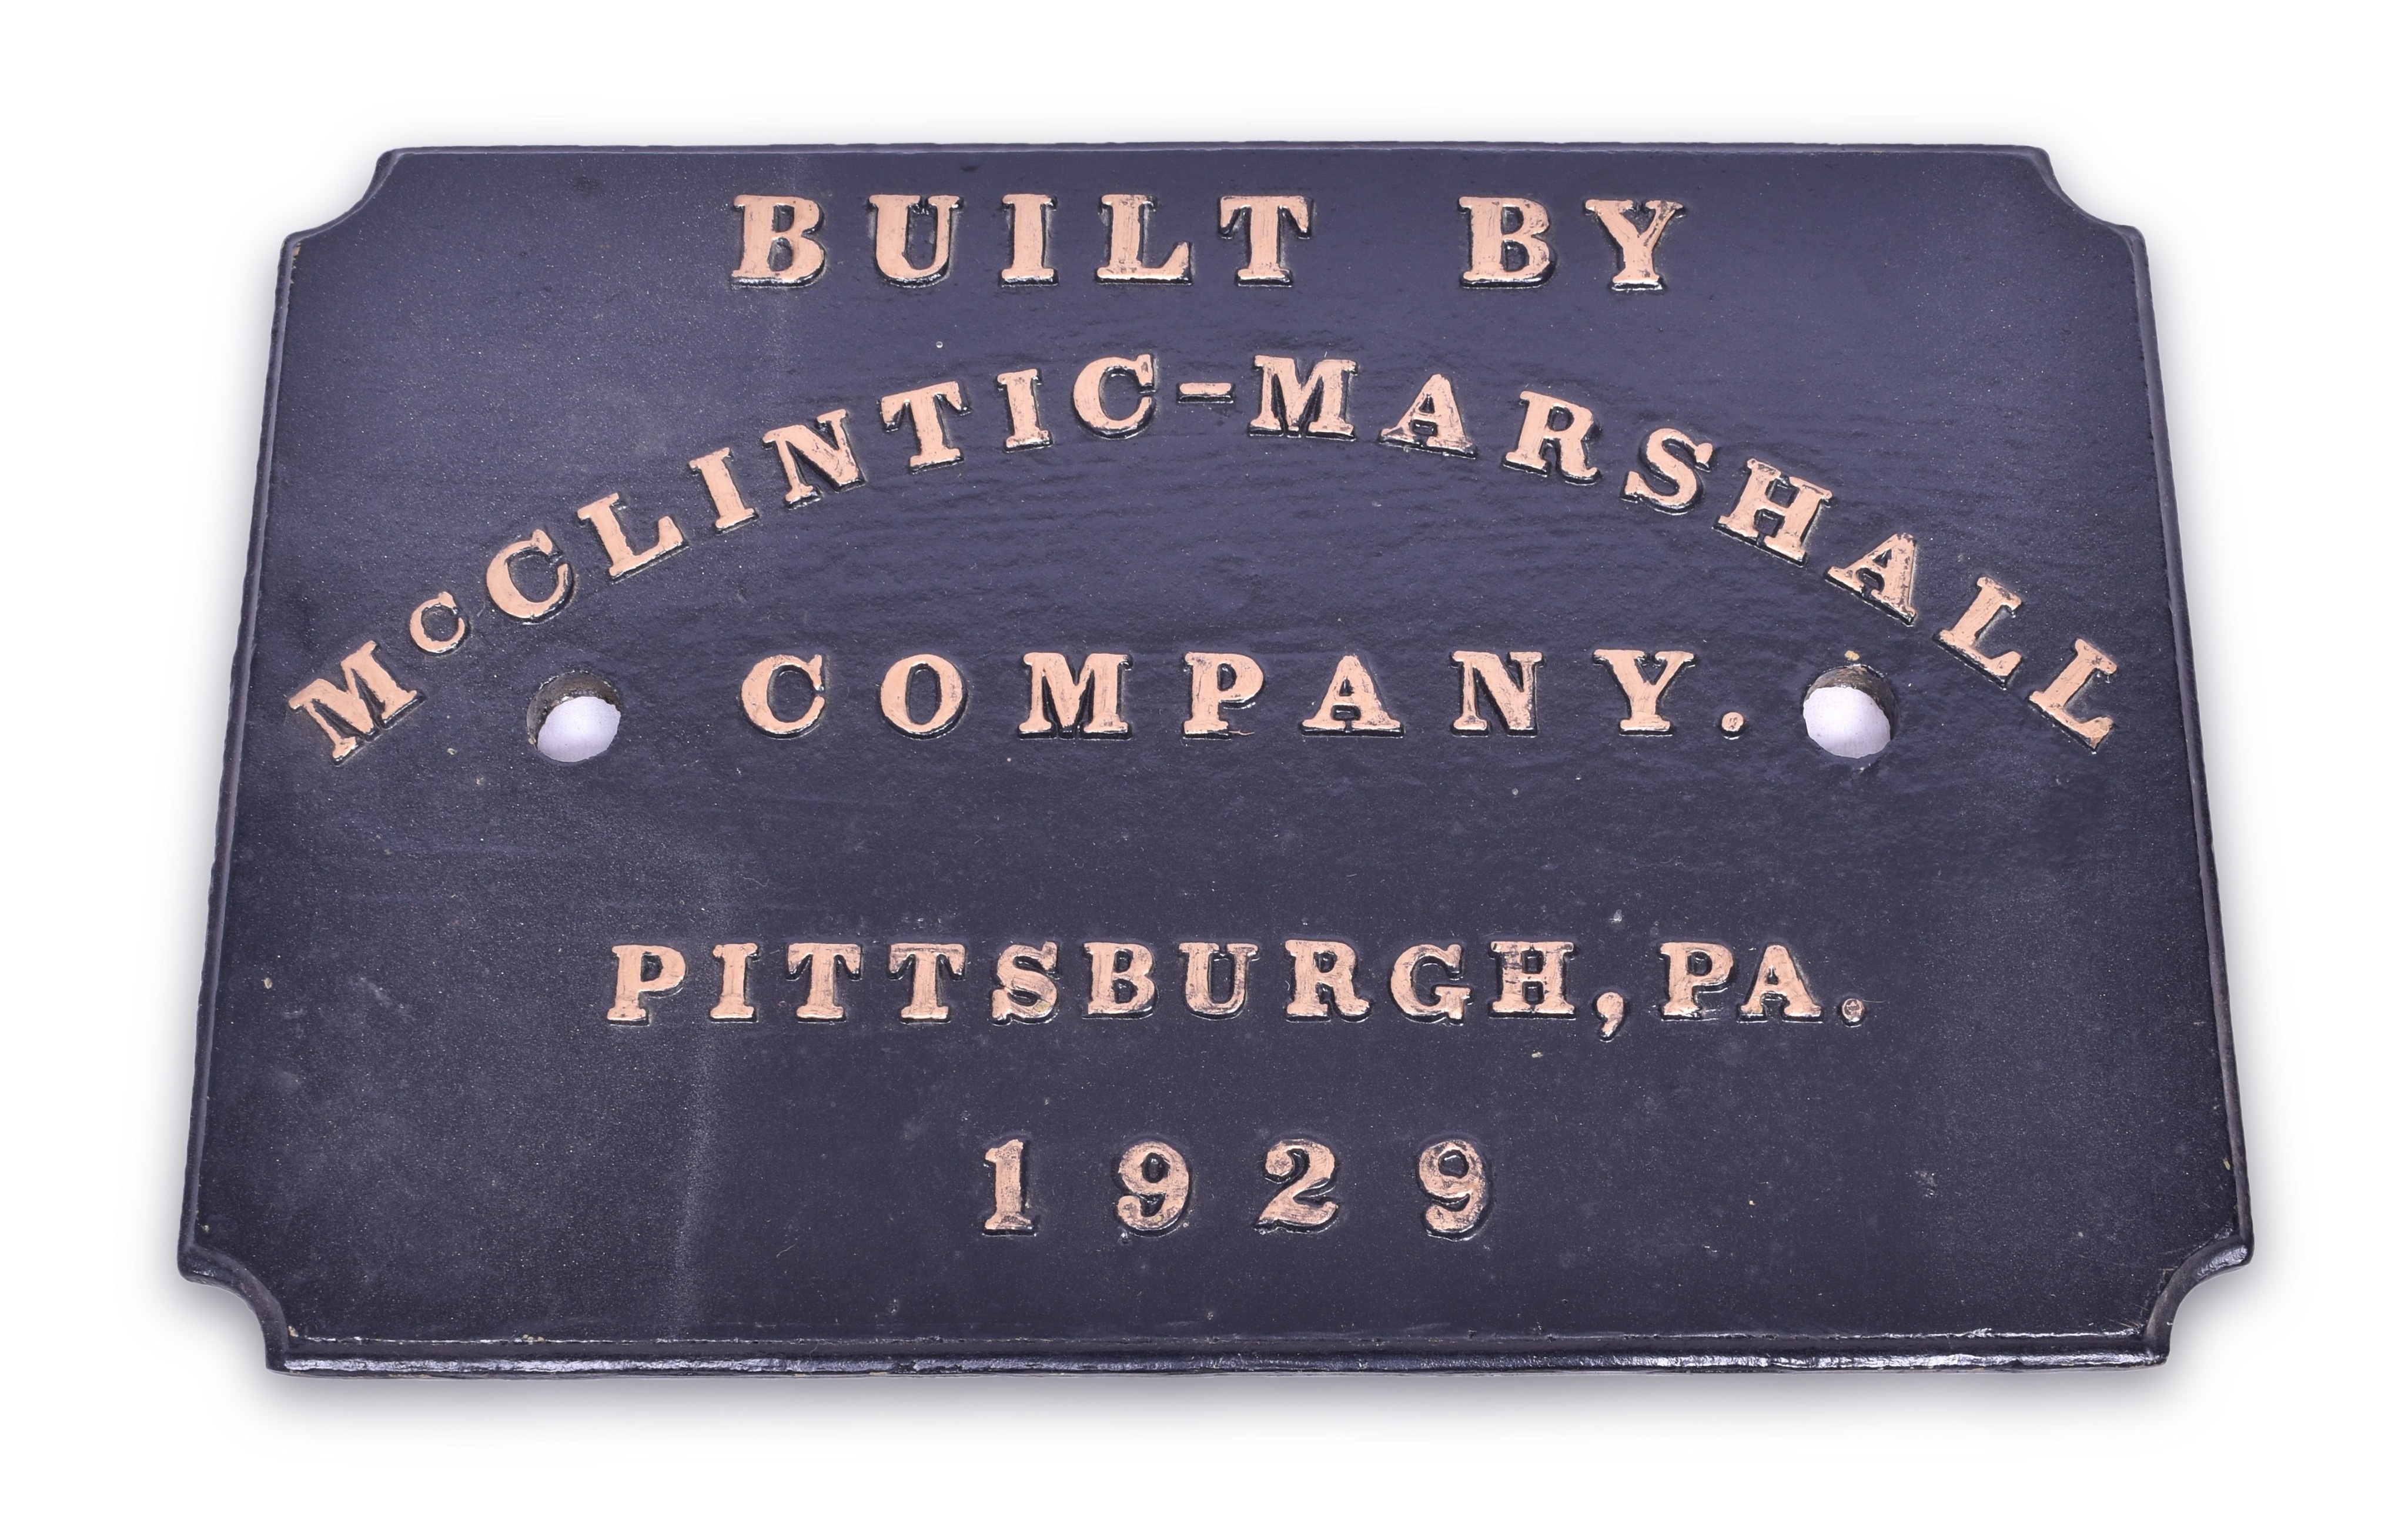 BUILT BY
McCLINTIC-MARSHALL
COMPANY.
PITTSBURGH, PA.
1929